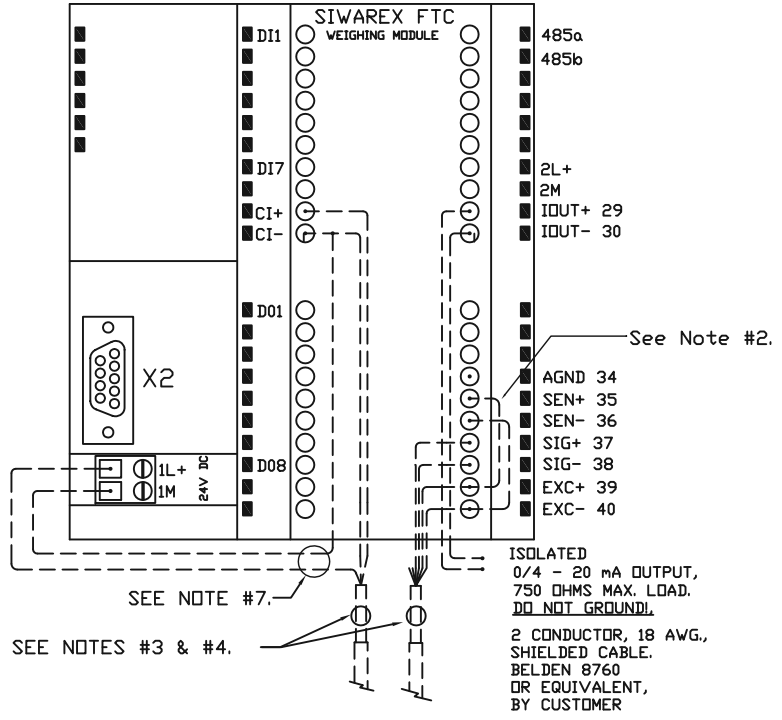 SIWAREX FTC
WEIGHING MODULE
DI1
485a
485b
DI7
2L+
2M
CI+
IOUT+ 29
CI-
IOUT- 30
DO1
See Note #2.
X2
AGND 34
SEN+ 35
SEN- 36
SIG+ 37
DO8
SIG- 38
1L+
24V DC
EXC+ 39
1M
EXC- 40
ISOLATED
0/4 - 20 mA OUTPUT,
750 OHMS MAX. LOAD.
DO NOT GROUND!,
SEE NOTE #7.
SEE NOTES #3 & #4.
2 CONDUCTOR, 18 AWG.,
SHIELDED CABLE.
BELDEN 8760
OR EQUIVALENT,
BY CUSTOMER